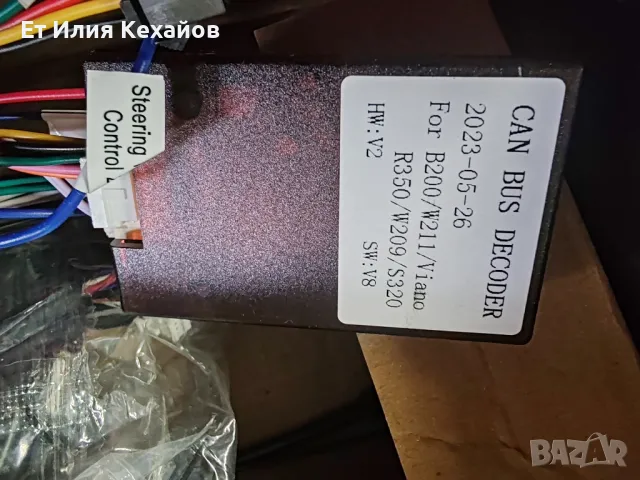 Ет Илия Кехайов
Steering
Control
CAN BUS DECODER
2023-05-26
For B200/W211/Viano
R350/W209/S320
HW:V2 SW:V8
BAZAR